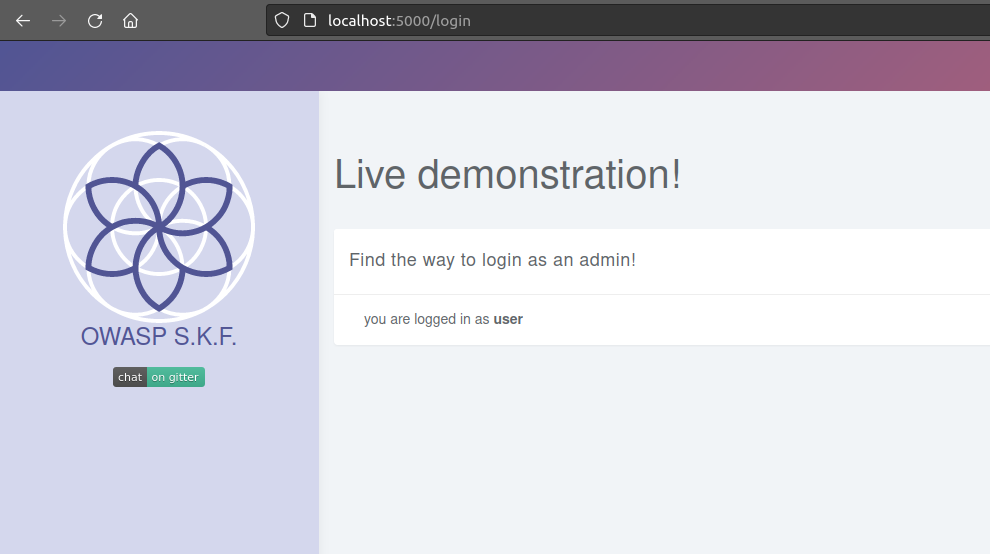 localhost:5000/login
Live demonstration!
Find the way to login as an admin!
you are logged in as user
OWASP S.K.F.
chat on gitter